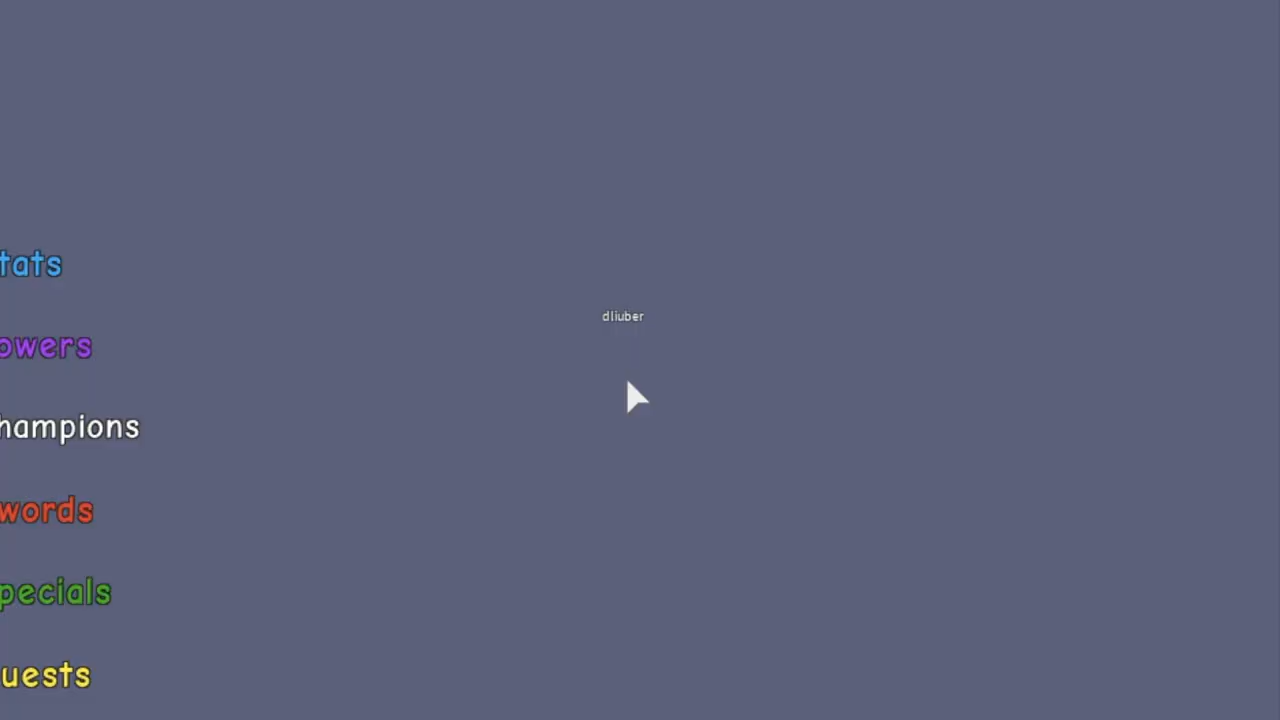 tats
dliuber
owers
hampions
words
pecials
uests